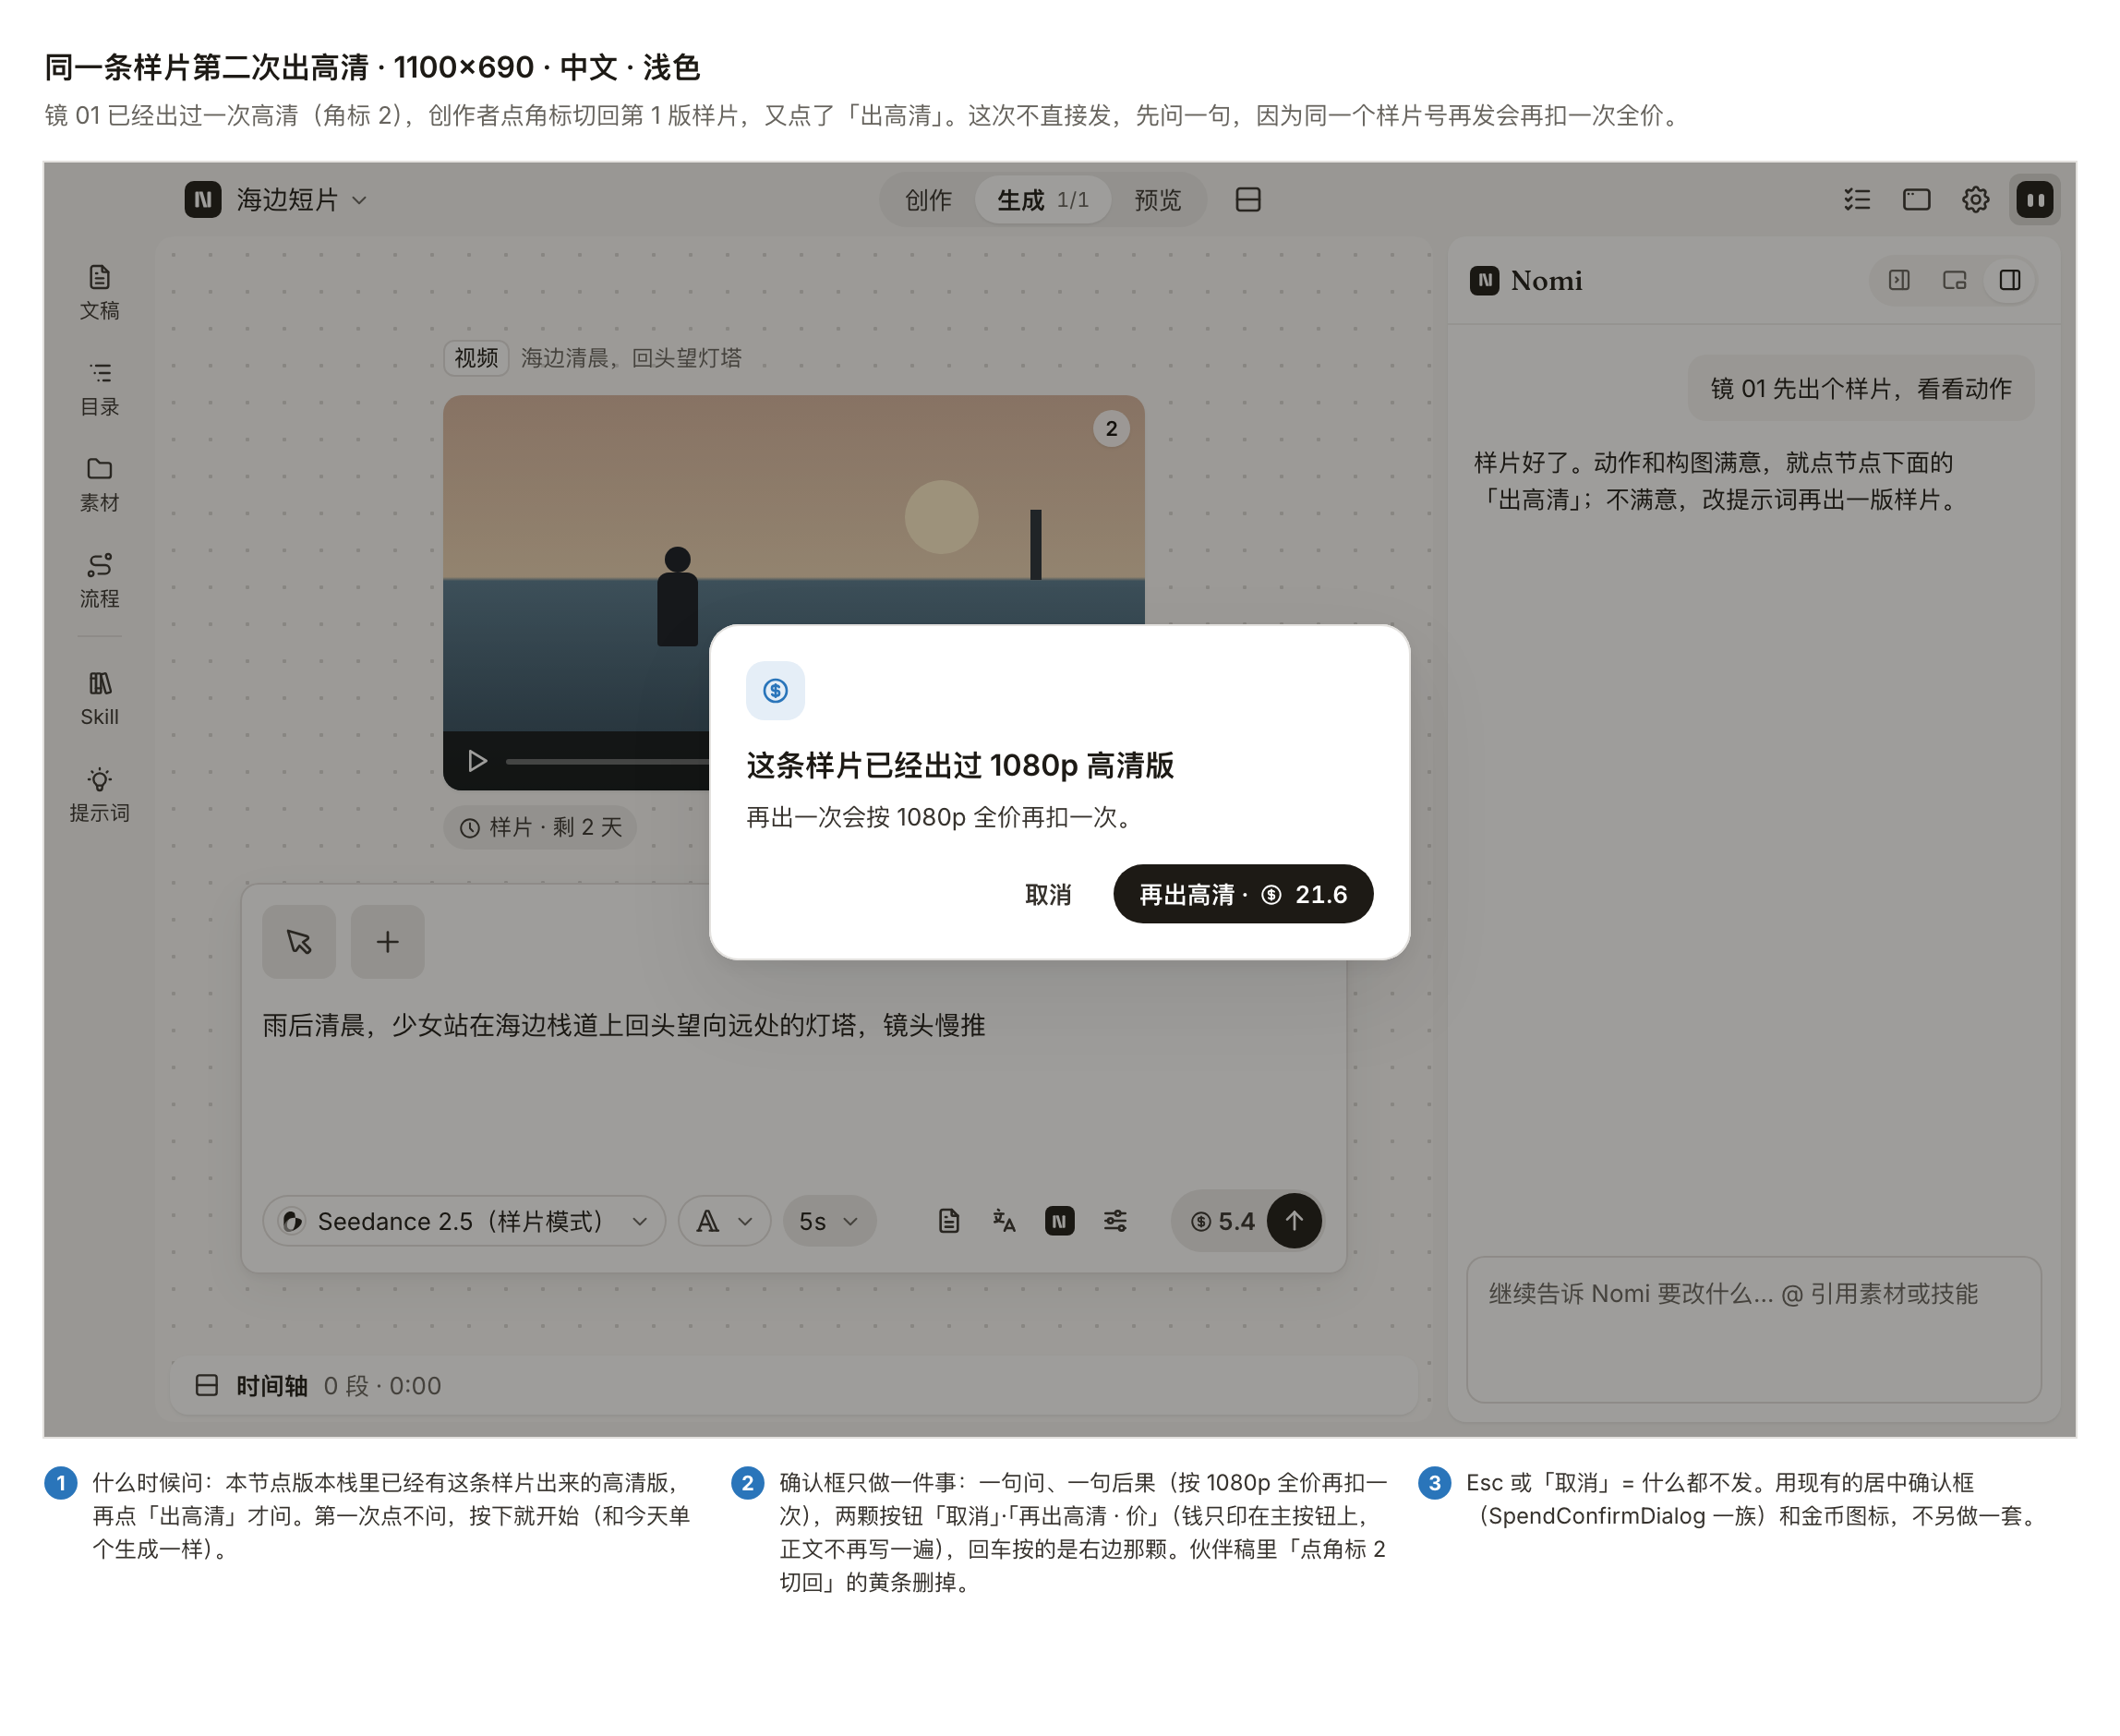 同一条样片第二次出高清 · 1100×690 · 中文 · 浅色
镜 01 已经出过一次高清（角标 2），创作者点角标切回第 1 版样片，又点了「出高清」。这次不直接发，先问一句，因为同一个样片号再发会再扣一次全价。
海边短片
创作
生成 1/1
预览
文稿
目录
素材
流程
Skill
提示词
视频 海边清晨，回头望灯塔
2
样片 · 剩 2 天
这条样片已经出过 1080p 高清版
再出一次会按 1080p 全价再扣一次。
取消
再出高清 · 21.6
雨后清晨，少女站在海边栈道上回头望向远处的灯塔，镜头慢推
Seedance 2.5（样片模式）
A
5s
5.4
时间轴 0 段 · 0:00
Nomi
镜 01 先出个样片，看看动作
样片好了。动作和构图满意，就点节点下面的
「出高清」；不满意，改提示词再出一版样片。
继续告诉 Nomi 要改什么... @ 引用素材或技能
1 什么时候问：本节点版本栈里已经有这条样片出来的高清版，
再点「出高清」才问。第一次点不问，按下就开始（和今天单
个生成一样）。
2 确认框只做一件事：一句问、一句后果（按 1080p 全价再扣一
次），两颗按钮「取消」·「再出高清 · 价」（钱只印在主按钮上，
正文不再写一遍），回车按的是右边那颗。伙伴稿里「点角标 2
切回」的黄条删掉。
3 Esc 或「取消」= 什么都不发。用现有的居中确认框
（SpendConfirmDialog 一族）和金币图标，不另做一套。